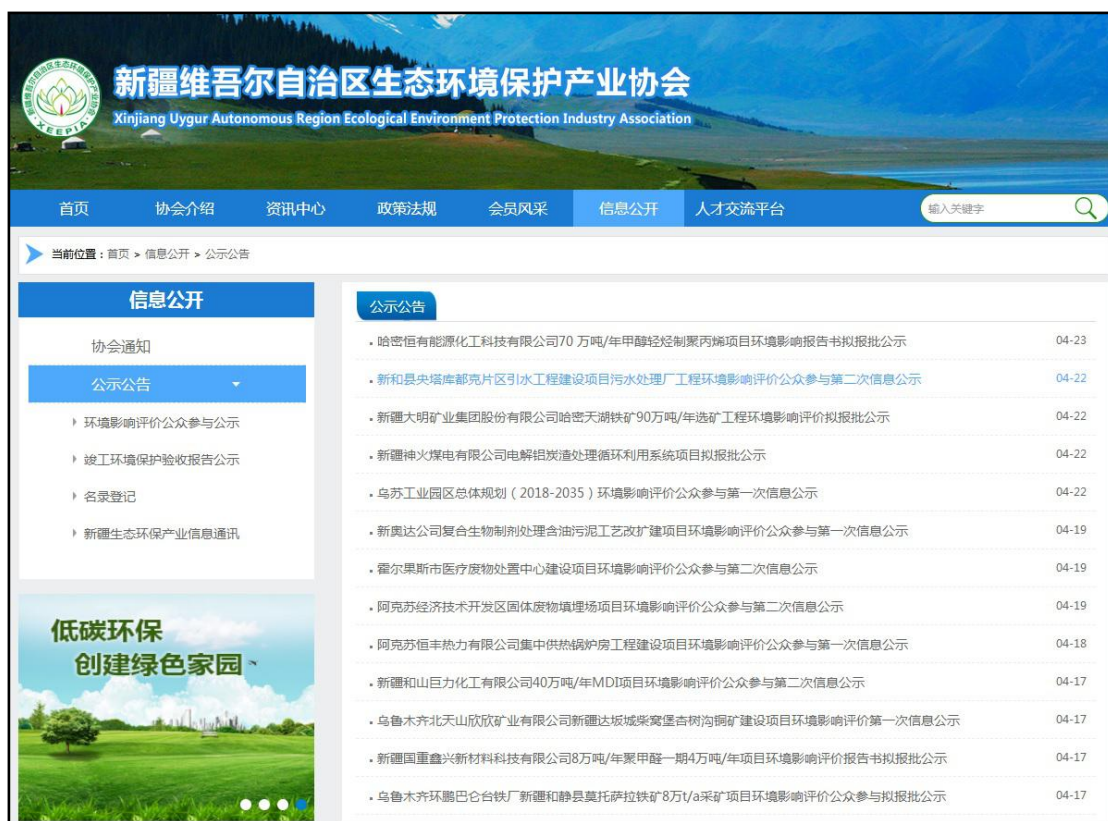 新疆维吾尔自治区生态环境保护产业协会
Xinjiang Uygur Autonomous Region Ecological Environment Protection Industry Association
新疆维吾尔自治区生态环境保护产业协会
XEEPIA
首页 协会介绍 资讯中心 政策法规 会员风采 信息公开 人才交流平台 输入关键字
当前位置：首页 > 信息公开 > 公示公告
信息公开
协会通知
公示公告
环境影响评价公众参与公示
竣工环境保护验收报告公示
名录登记
新疆生态环保产业信息通讯
低碳环保
创建绿色家园
公示公告
哈密恒有能源化工科技有限公司70 万吨/年甲醇轻烃制聚丙烯项目环境影响报告书拟报批公示 04-23
新和县央塔库都克片区引水工程建设项目污水处理厂工程环境影响评价公众参与第二次信息公示 04-22
新疆大明矿业集团股份有限公司哈密天湖铁矿90万吨/年选矿工程环境影响评价拟报批公示 04-22
新疆神火煤电有限公司电解铝炭渣处理循环利用系统项目拟报批公示 04-22
乌苏工业园区总体规划（2018-2035）环境影响评价公众参与第一次信息公示 04-22
新奥达公司复合生物制剂处理含油污泥工艺改扩建项目环境影响评价公众参与第一次信息公示 04-19
霍尔果斯市医疗废物处置中心建设项目环境影响评价公众参与第二次信息公示 04-19
阿克苏经济技术开发区固体废物填埋场项目环境影响评价公众参与第二次信息公示 04-19
阿克苏恒丰热力有限公司集中供热锅炉房工程建设项目环境影响评价公众参与第一次信息公示 04-18
新疆和山巨力化工有限公司40万吨/年MDI项目环境影响评价公众参与第二次信息公示 04-17
乌鲁木齐北天山欣欣矿业有限公司新疆达坂城柴窝堡杏树沟铜矿建设项目环境影响评价第一次信息公示 04-17
新疆国重鑫兴新材料科技有限公司8万吨/年聚甲醛一期4万吨/年项目环境影响评价报告书拟报批公示 04-17
乌鲁木齐环鹏巴仑台铁厂新疆和静县莫托萨拉铁矿8万t/a采矿项目环境影响评价公众参与拟报批公示 04-17